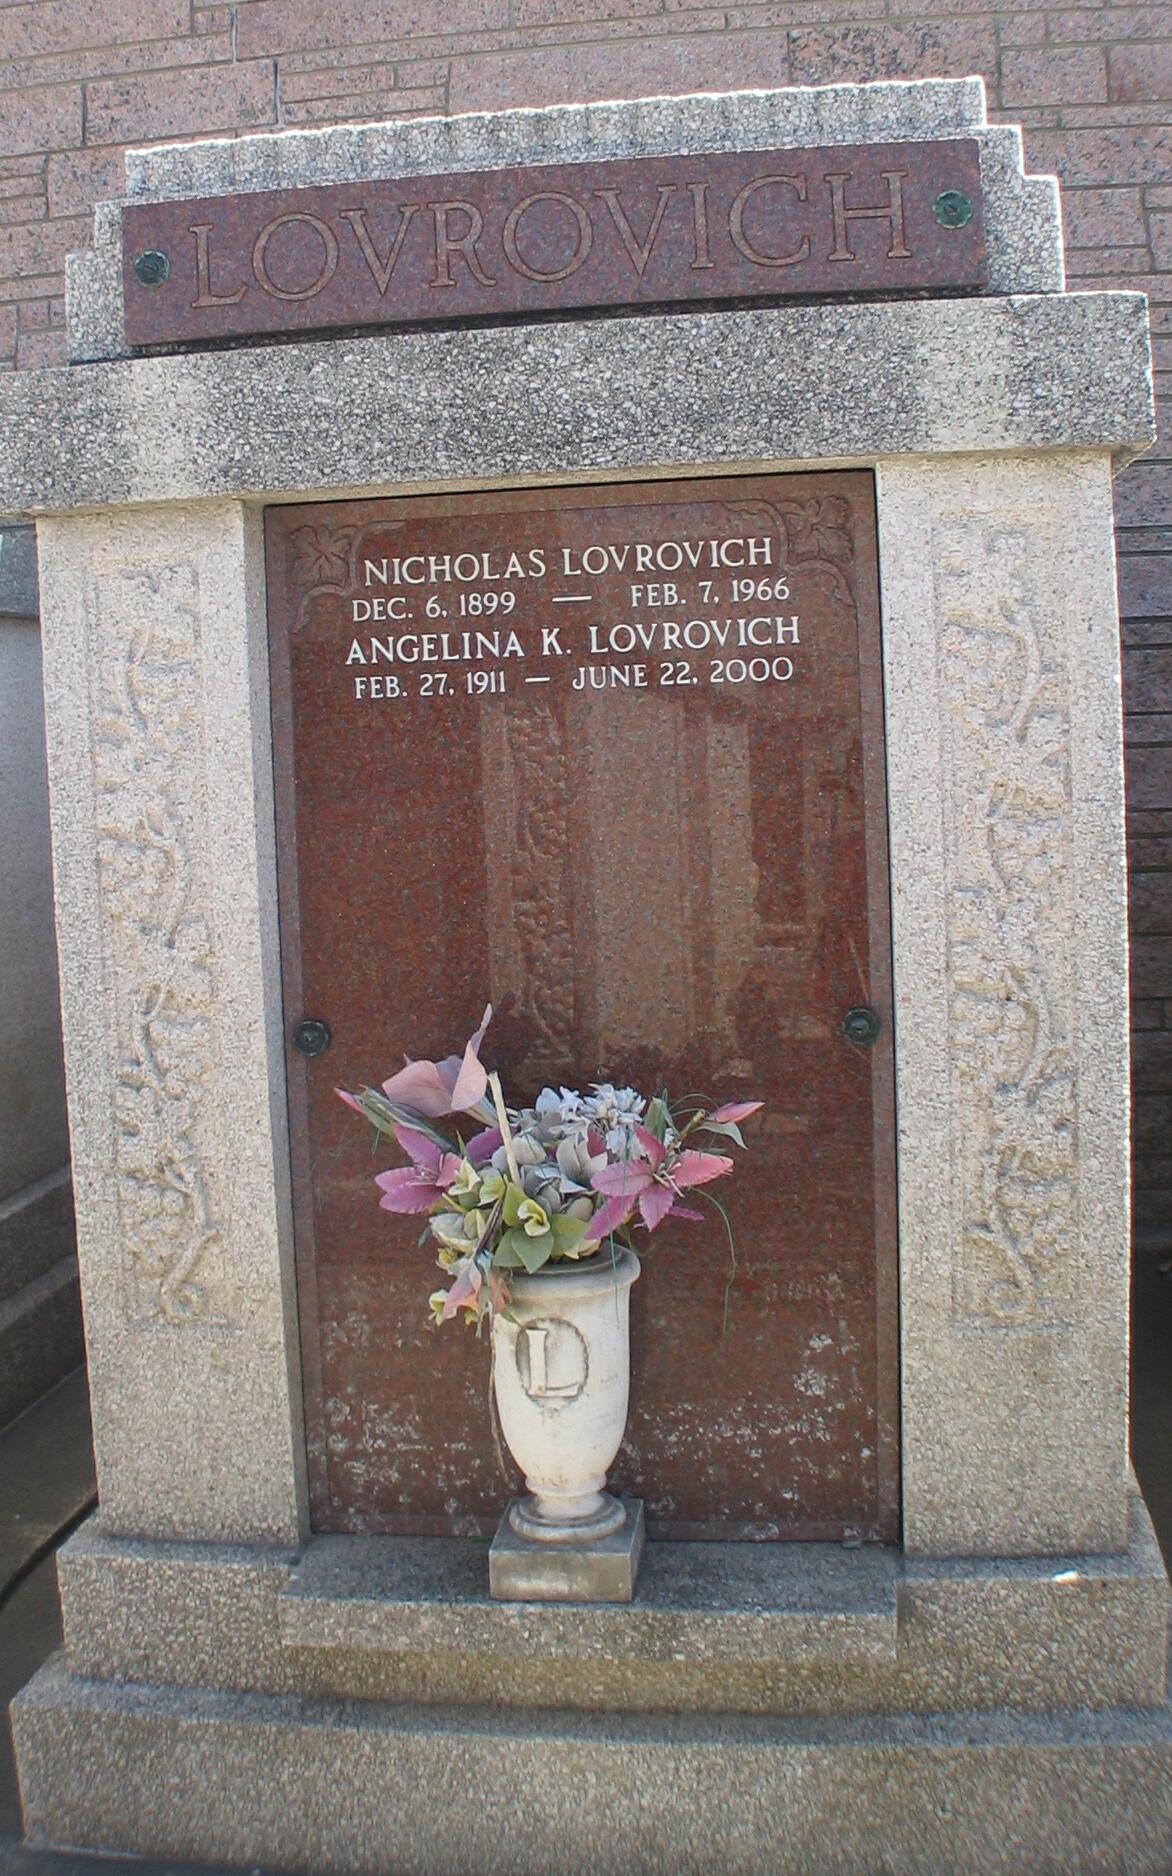 LOVROVICH
NICHOLAS LOVROVICH
DEC. 6, 1899 — FEB. 7, 1966
ANGELINA K. LOVROVICH
FEB. 27, 1911 — JUNE 22, 2000
L